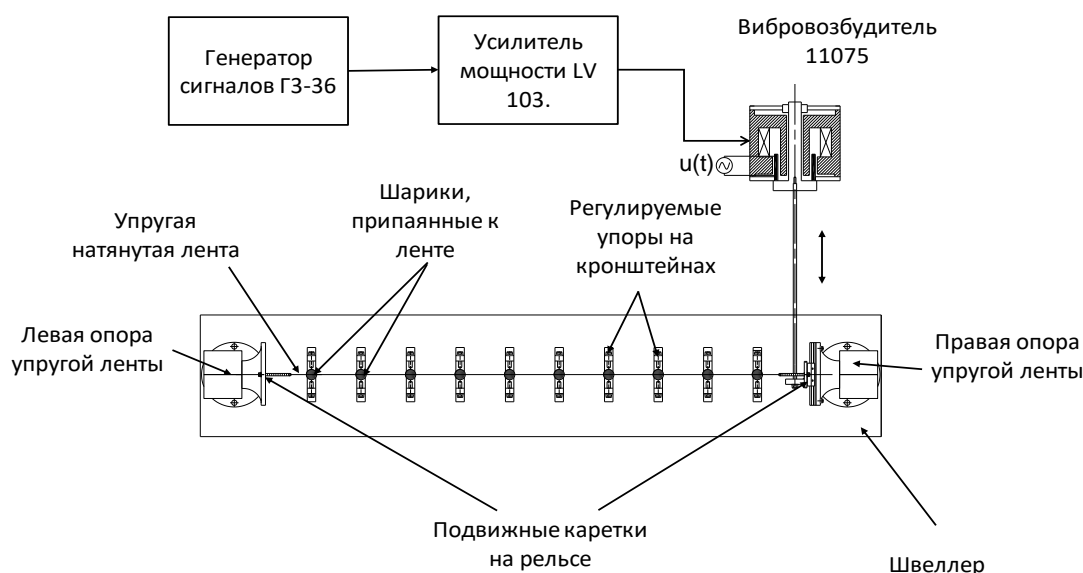 Генератор
сигналов ГЗ-36
Усилитель
мощности LV
103.
Вибровозбудитель
11075
u(t)
Упругая
натянутая лента
Шарики,
припаянные к
ленте
Регулируемые
упоры на
кронштейнах
Левая опора
упругой ленты
Правая опора
упругой ленты
Подвижные каретки
на рельсе
Швеллер